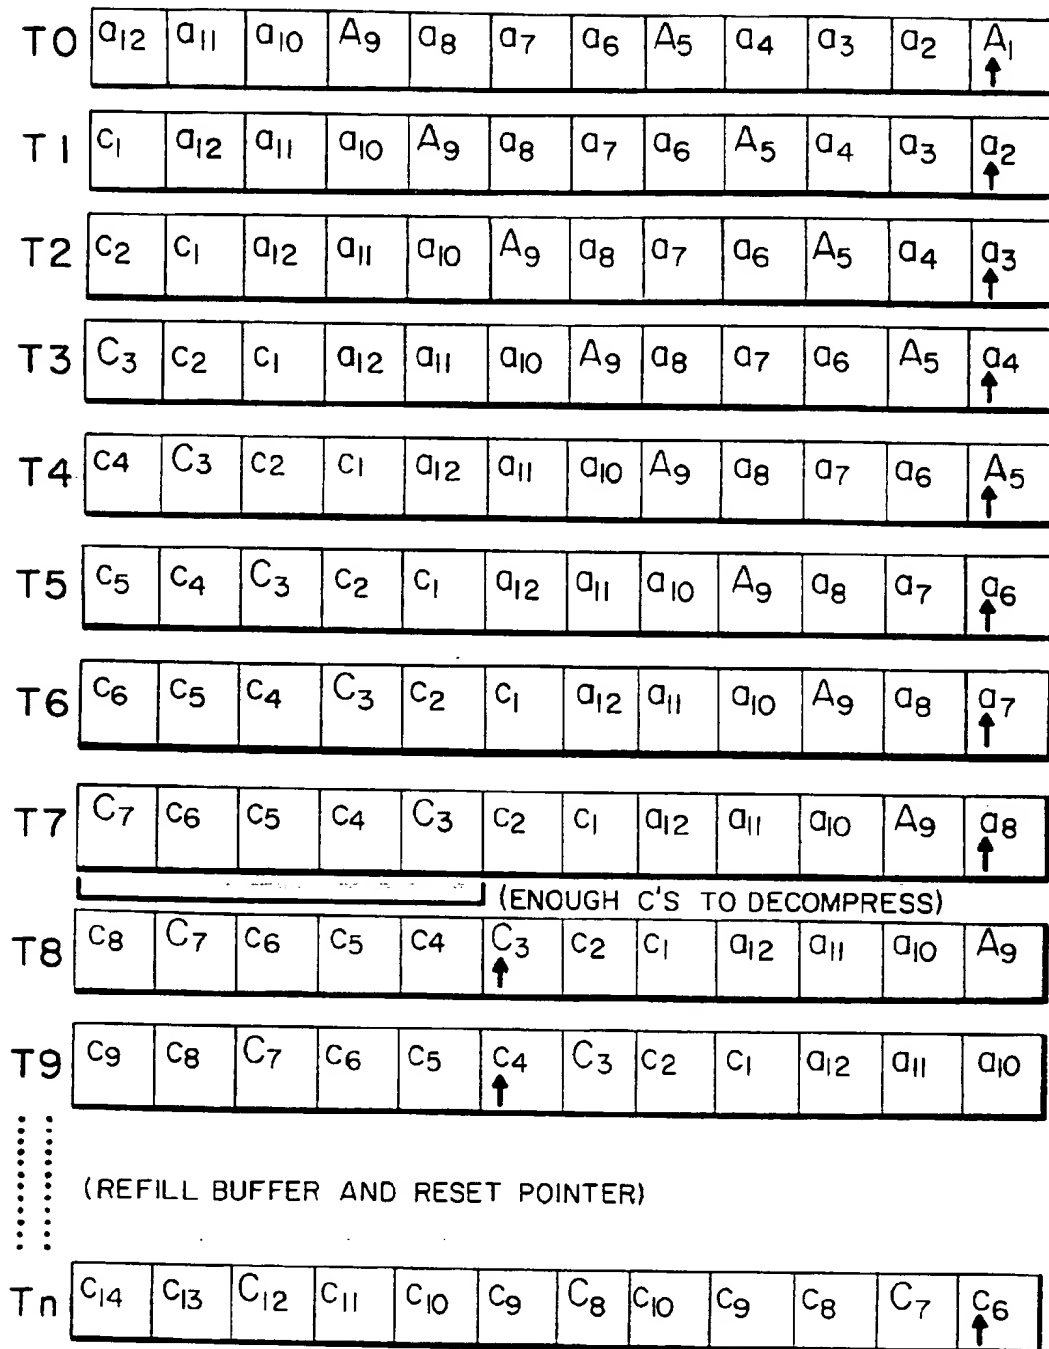 T0 a12 a11 a10 A9 a8 a7 a6 A5 a4 a3 a2 A1
T1 c1 a12 a11 a10 A9 a8 a7 a6 A5 a4 a3 a2
T2 c2 c1 a12 a11 a10 A9 a8 a7 a6 A5 a4 a3
T3 C3 c2 c1 a12 a11 a10 A9 a8 a7 a6 A5 a4
T4 c4 C3 c2 c1 a12 a11 a10 A9 a8 a7 a6 A5
T5 c5 c4 C3 c2 c1 a12 a11 a10 A9 a8 a7 a6
T6 c6 c5 c4 C3 c2 c1 a12 a11 a10 A9 a8 a7
T7 C7 c6 c5 c4 C3 c2 c1 a12 a11 a10 A9 a8
(ENOUGH C'S TO DECOMPRESS)
T8 c8 C7 c6 c5 c4 C3 c2 c1 a12 a11 a10 A9
T9 c9 c8 C7 c6 c5 c4 C3 c2 c1 a12 a11 a10
(REFILL BUFFER AND RESET POINTER)
Tn c14 c13 C12 c11 c10 c9 C8 c10 c9 c8 C7 c6